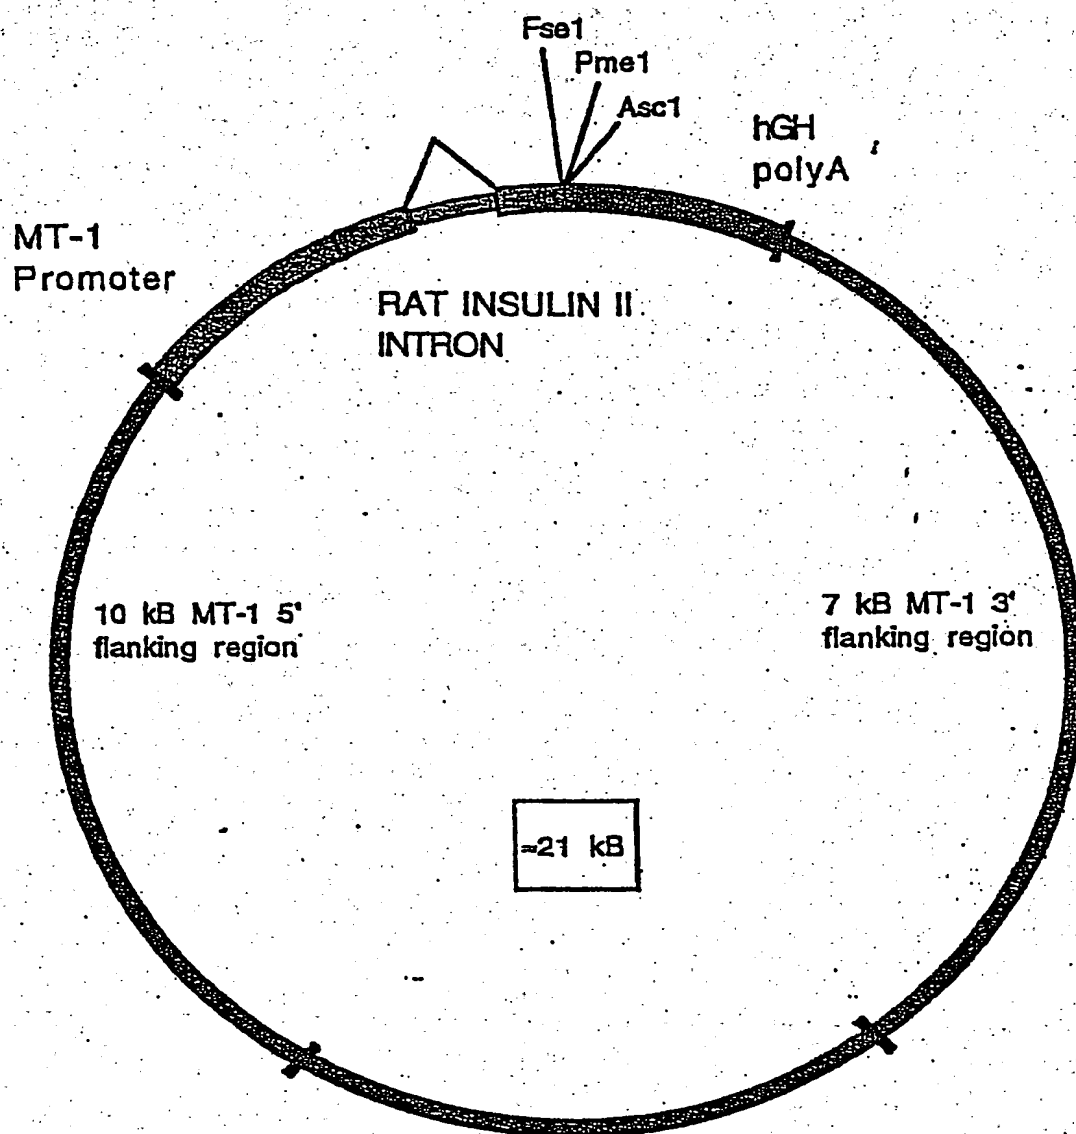 Fse1
Pme1
Asc1
hGH
polyA
MT-1
Promoter
RAT INSULIN II
INTRON
10 kB MT-1 5'
flanking region
7 kB MT-1 3'
flanking region
≈21 kB